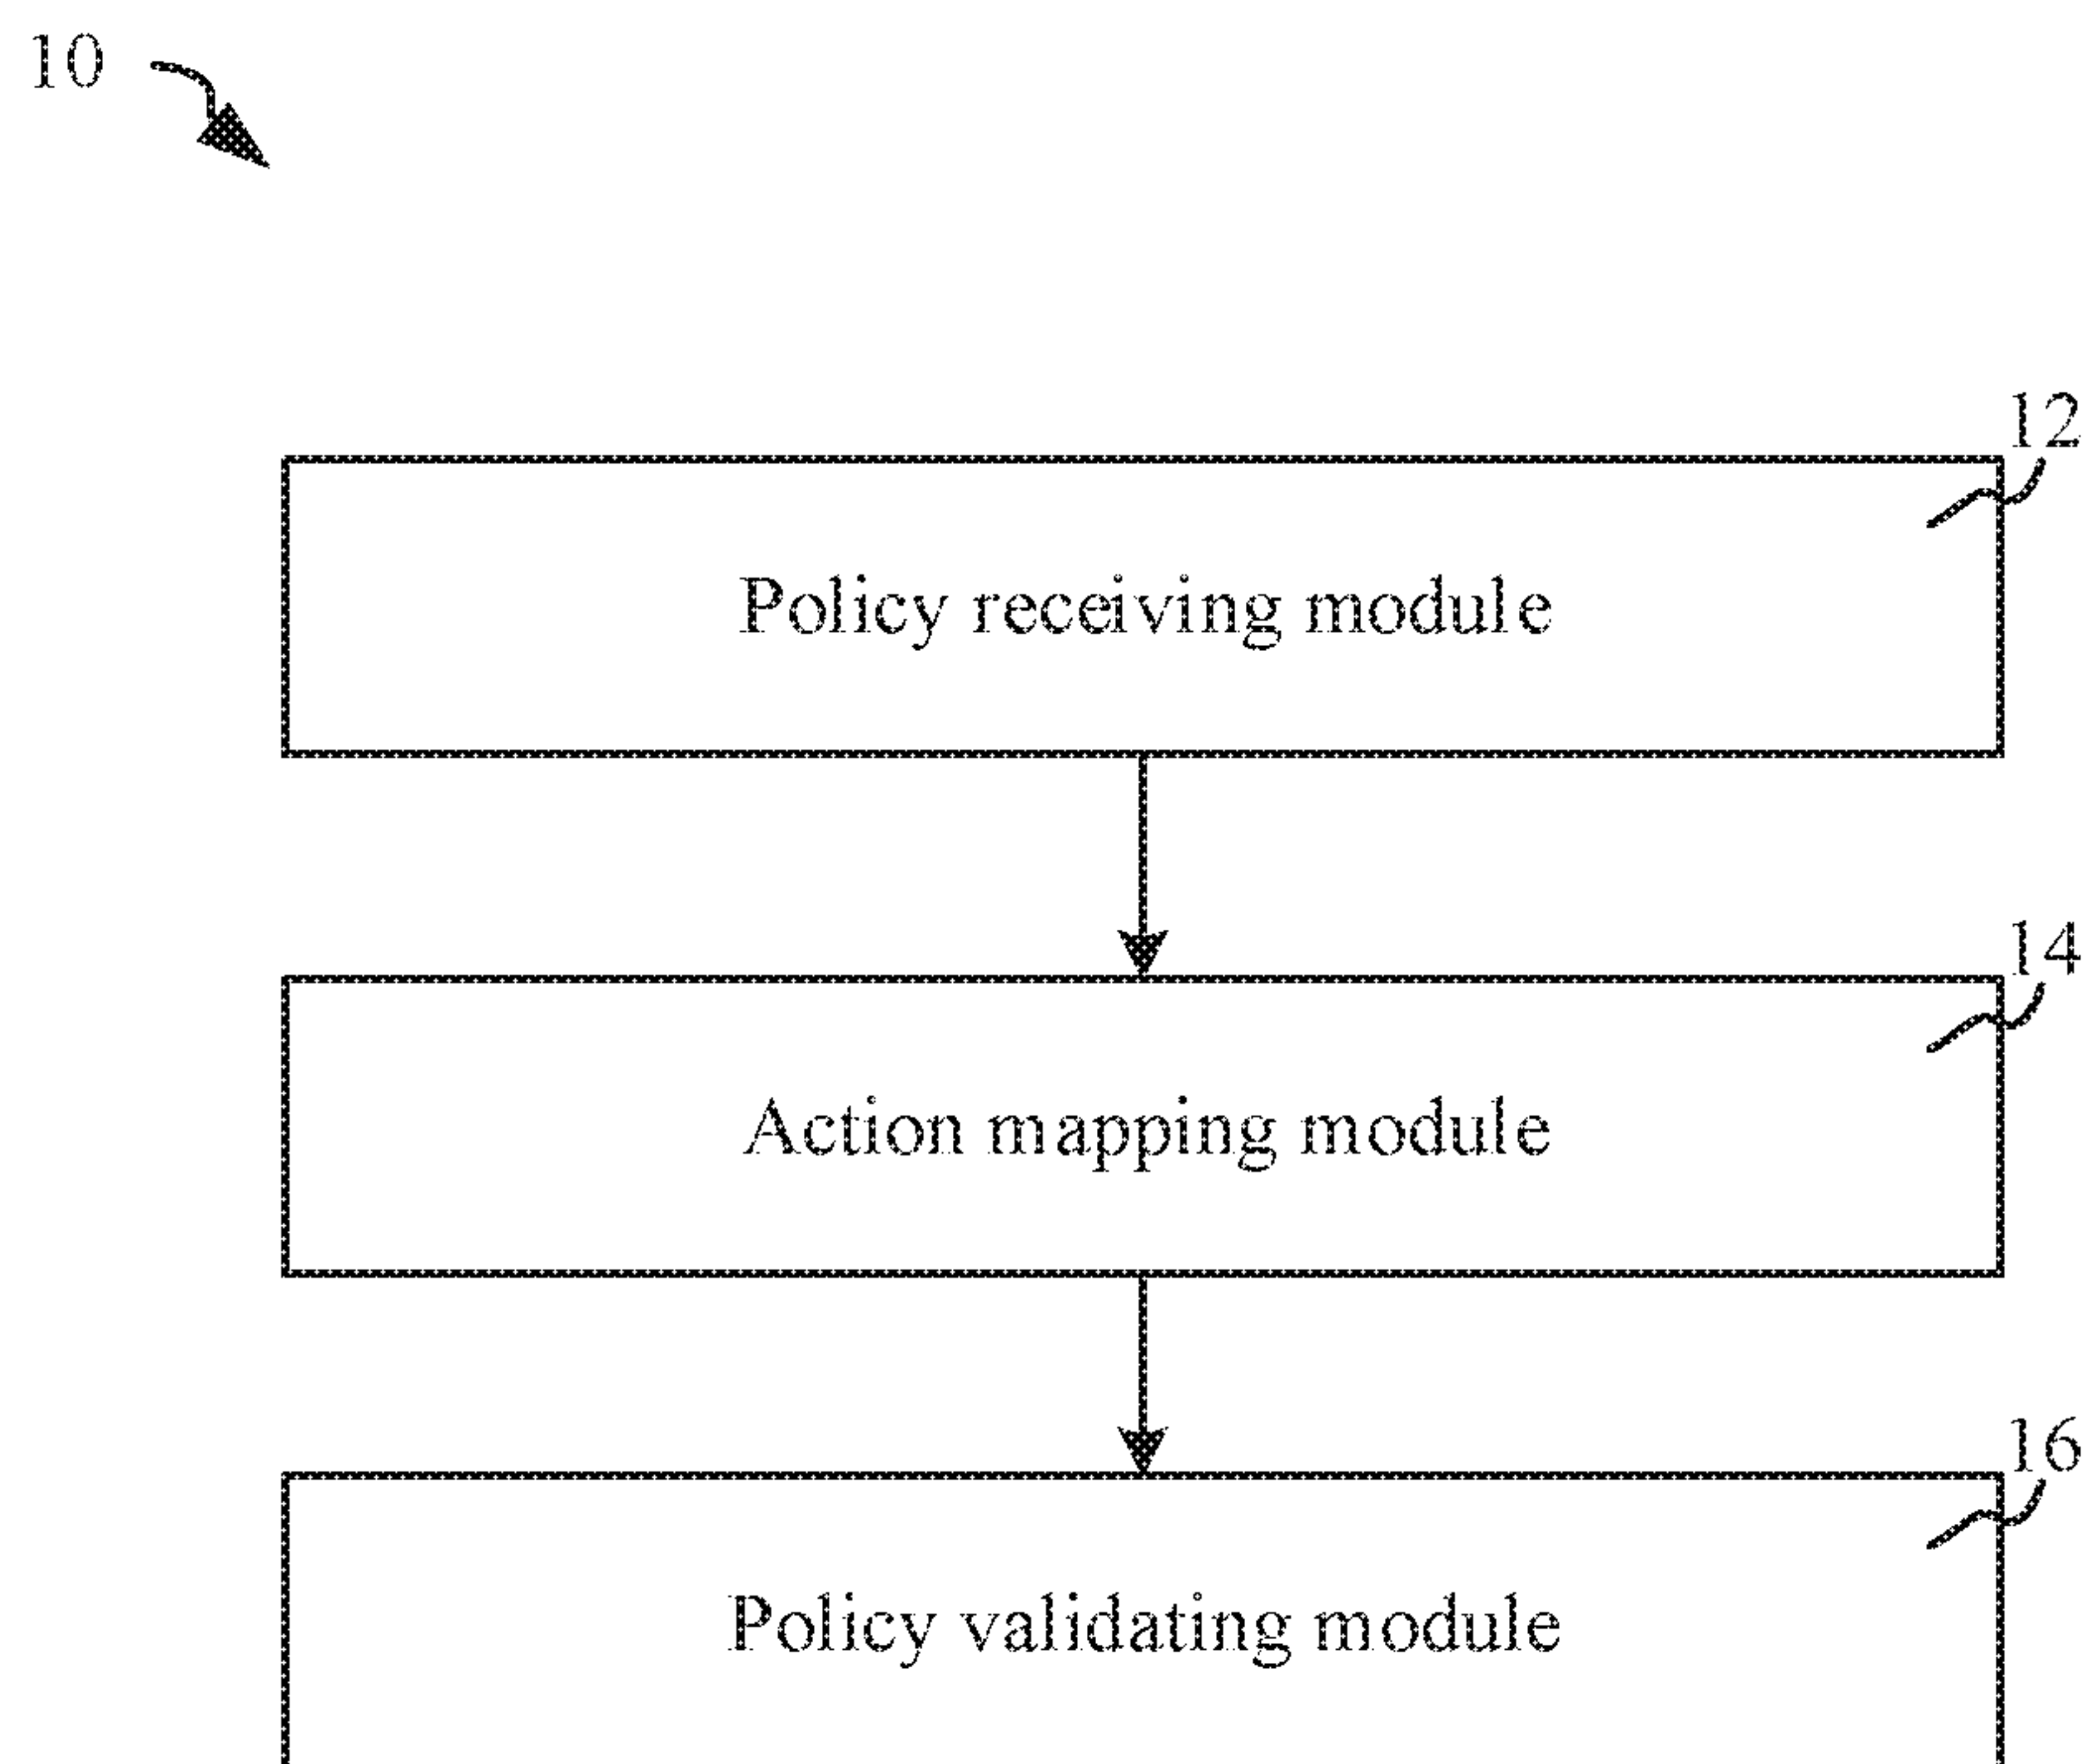 10
12
Policy receiving module
14
Action mapping module
16
Policy validating module